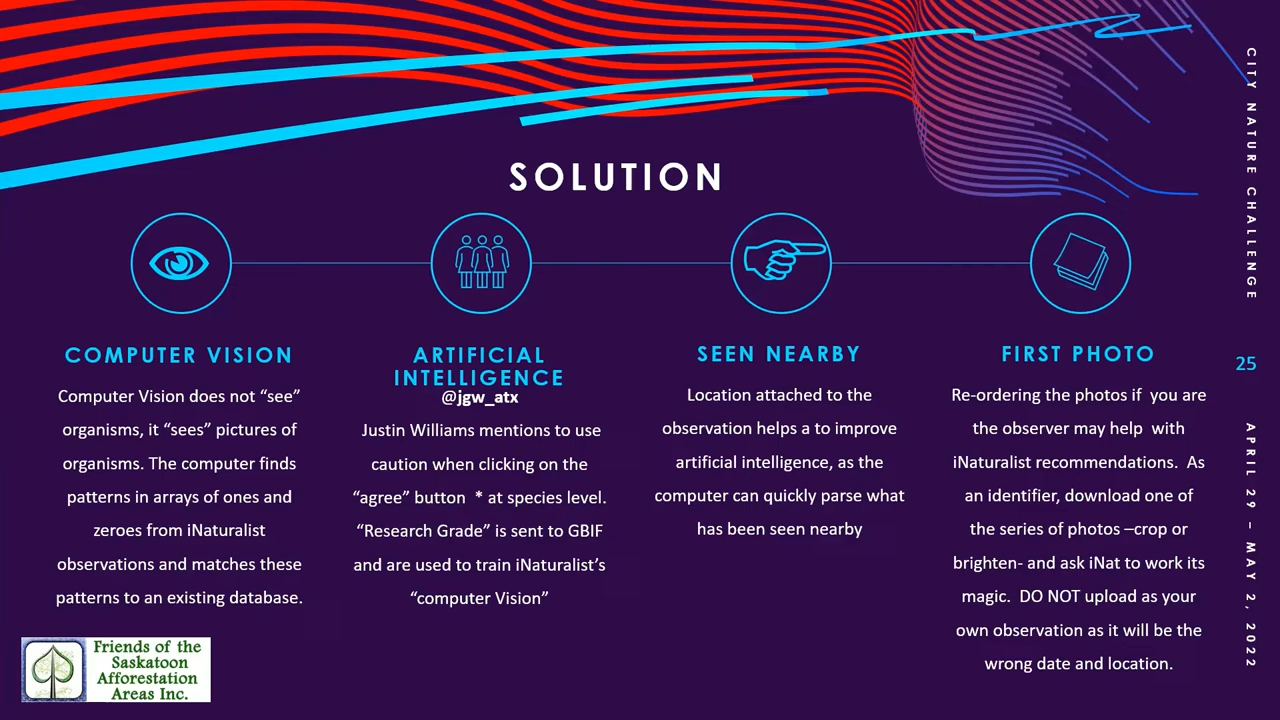 SOLUTION
COMPUTER VISION
Computer Vision does not “see”
organisms, it “sees” pictures of
organisms. The computer finds
patterns in arrays of ones and
zeroes from iNaturalist
observations and matches these
patterns to an existing database.
ARTIFICIAL
INTELLIGENCE
@jgw_atx
Justin Williams mentions to use
caution when clicking on the
“agree” button * at species level.
“Research Grade” is sent to GBIF
and are used to train iNaturalist’s
“computer Vision”
SEEN NEARBY
Location attached to the
observation helps a to improve
artificial intelligence, as the
computer can quickly parse what
has been seen nearby
FIRST PHOTO
Re-ordering the photos if you are
the observer may help with
iNaturalist recommendations. As
an identifier, download one of
the series of photos –crop or
brighten- and ask iNat to work its
magic. DO NOT upload as your
own observation as it will be the
wrong date and location.
CITY NATURE CHALLENGE
25
APRIL 29 – MAY 2, 2022
Friends of the
Saskatoon
Afforestation
Areas Inc.